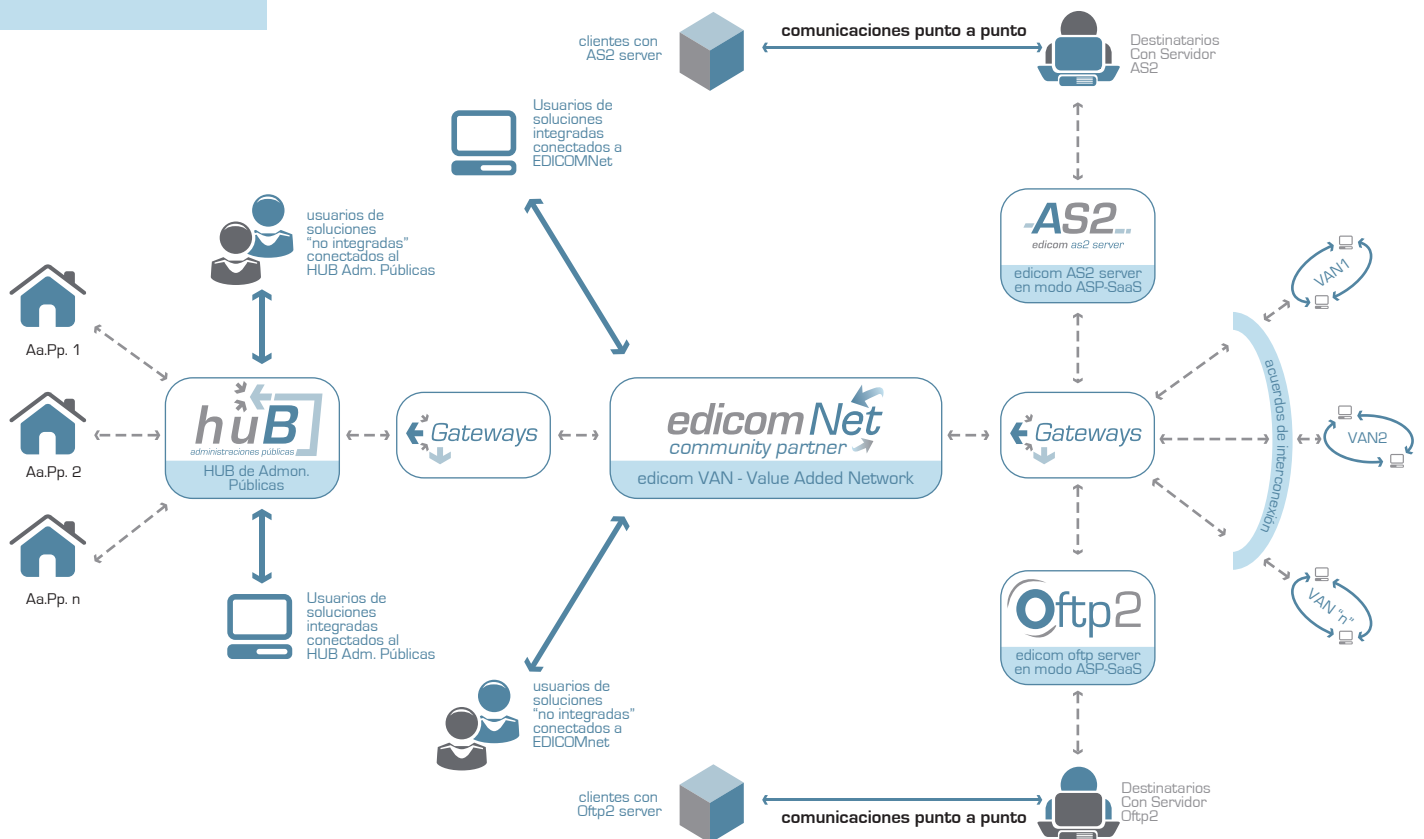 clientes con
AS2 server
comunicaciones punto a punto
Destinatarios
Con Servidor
AS2
Usuarios de
soluciones
integradas
conectados a
EDICOMNet
usuarios de
soluciones
"no integradas"
conectados al
HUB Adm. Públicas
-AS2...
edicom as2 server
edicom AS2 server
en modo ASP-SaaS
VAN1
Aa.Pp. 1
huB
administraciones públicas
HUB de Admon.
Públicas
Gateways
edicom Net
community partner
edicom VAN - Value Added Network
Gateways
acuerdos de interconexión
VAN2
Aa.Pp. 2
Aa.Pp. n
Usuarios de
soluciones
integradas
conectados al
HUB Adm. Públicas
Oftp2
edicom oftp server
en modo ASP-SaaS
VAN "n"
usuarios de
soluciones
"no integradas"
conectados a
EDICOMnet
clientes con
Oftp2 server
comunicaciones punto a punto
Destinatarios
Con Servidor
Oftp2